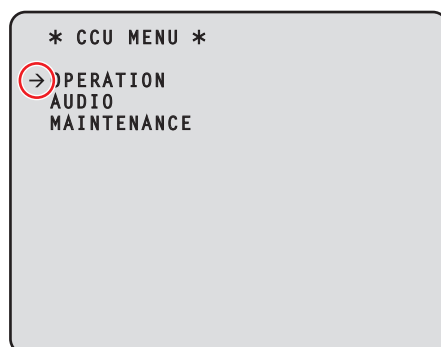 * CCU MENU *
→OPERATION
AUDIO
MAINTENANCE